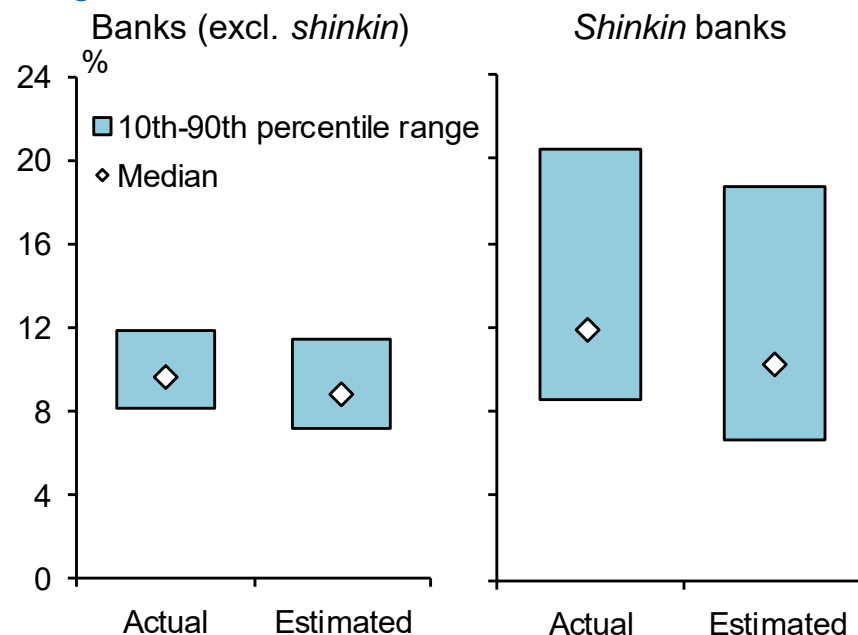 Banks (excl. shinkin)
Shinkin banks
%
24
20
16
12
8
4
0
10th-90th percentile range
Median
Actual
Estimated
Actual
Estimated